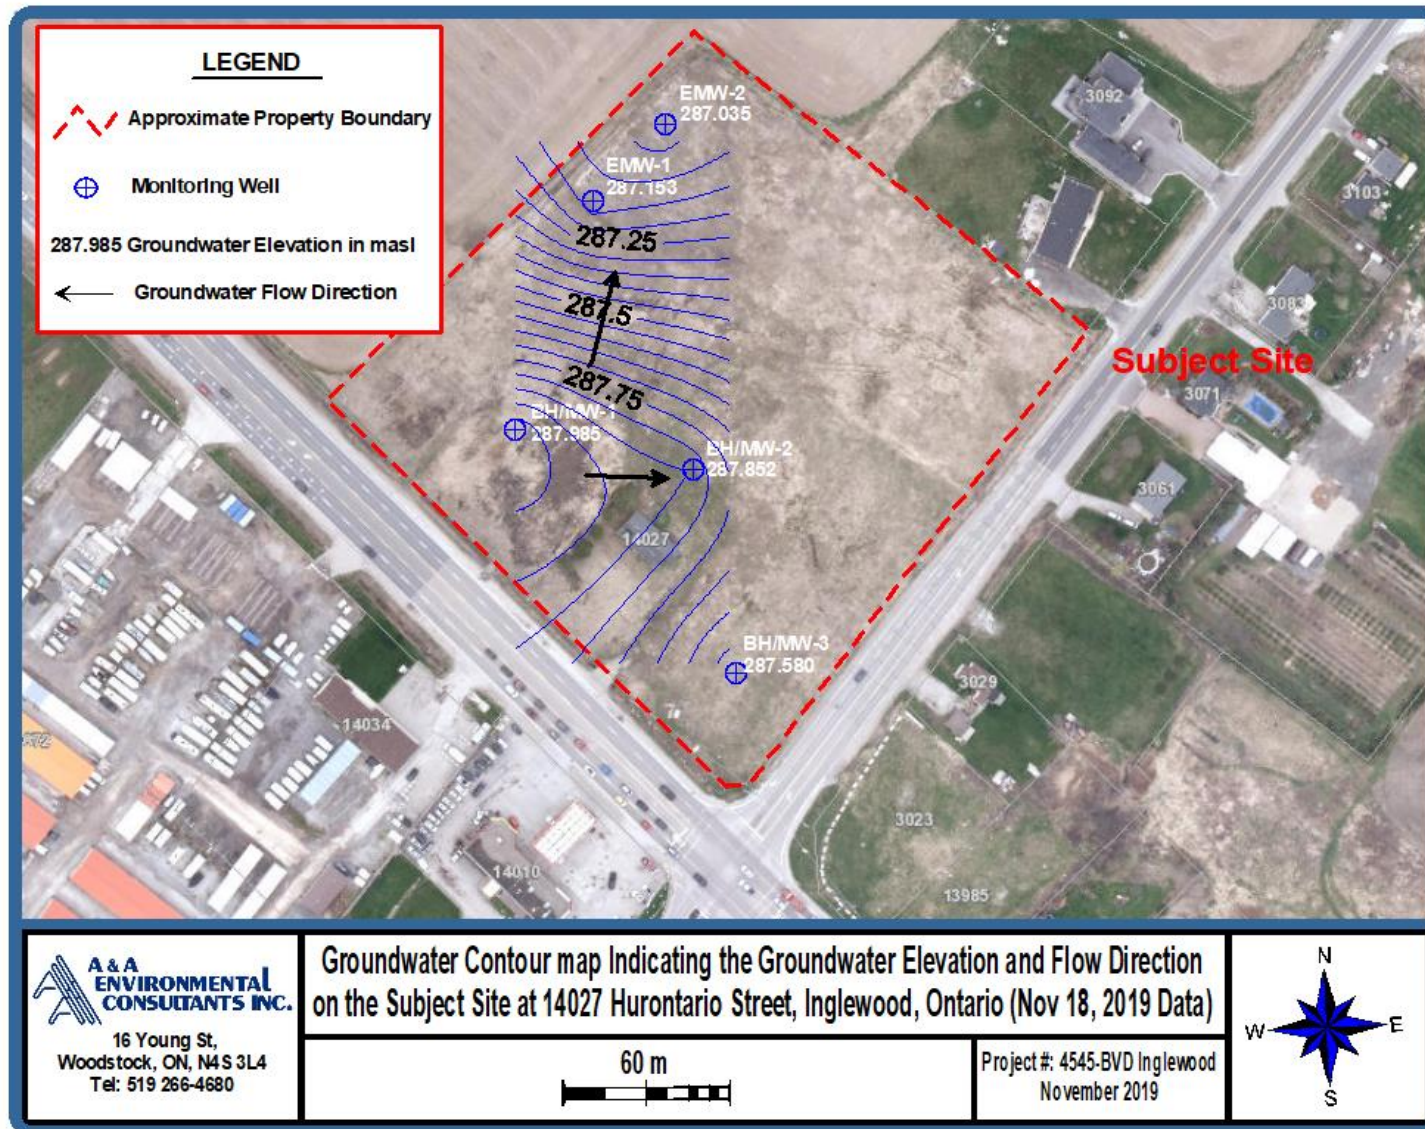 LEGEND
Approximate Property Boundary
Monitoring Well
287.985 Groundwater Elevation in masl
Groundwater Flow Direction
EMW-2
287.035
EMW-1
287.153
287.25
287.5
287.75
BH/MW-1
287.985
BH/MW-2
287.852
14027
BH/MW-3
287.580
Subject Site
3092
3103
3083
3071
3061
3029
3023
13985
14034
14010
A & A
ENVIRONMENTAL
CONSULTANTS INC.
16 Young St,
Woodstock, ON, N4S 3L4
Tel: 519 266-4680
Groundwater Contour map Indicating the Groundwater Elevation and Flow Direction
on the Subject Site at 14027 Hurontario Street, Inglewood, Ontario (Nov 18, 2019 Data)
60 m
Project #: 4545-BVD Inglewood
November 2019
N
W
E
S